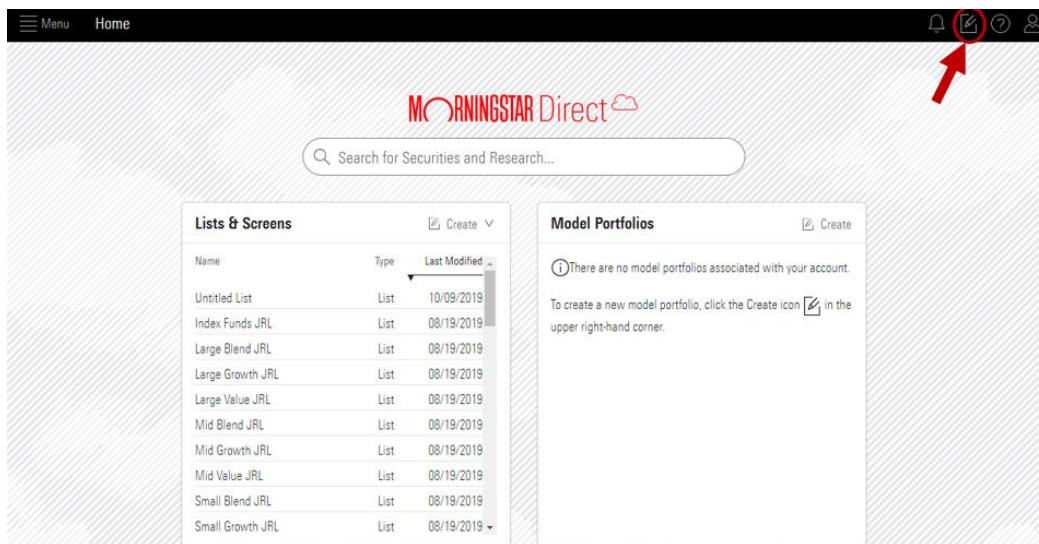 Menu Home
MORNINGSTAR Direct
Search for Securities and Research...
Lists & Screens Create
Name Type Last Modified
Untitled List List 10/09/2019
Index Funds JRL List 08/19/2019
Large Blend JRL List 08/19/2019
Large Growth JRL List 08/19/2019
Large Value JRL List 08/19/2019
Mid Blend JRL List 08/19/2019
Mid Growth JRL List 08/19/2019
Mid Value JRL List 08/19/2019
Small Blend JRL List 08/19/2019
Small Growth JRL List 08/19/2019
Model Portfolios Create
There are no model portfolios associated with your account.
To create a new model portfolio, click the Create icon in the
upper right-hand corner.